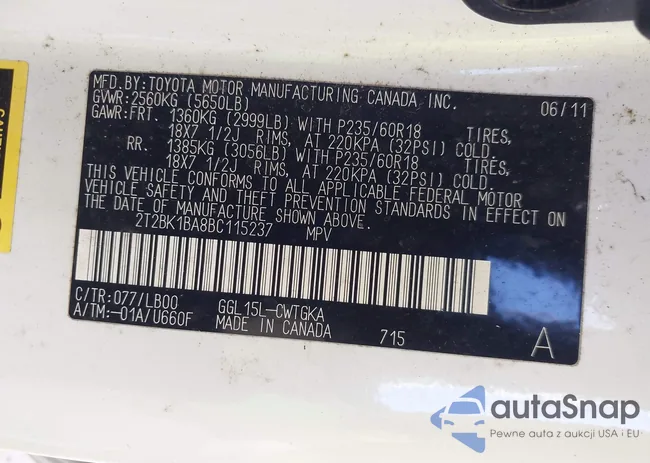 MFD. BY: TOYOTA MOTOR MANUFACTURING CANADA INC. 06/11
GVWR: 2560KG (5650LB)
GAWR: FRT. 1360KG (2999LB) WITH P235/60R18 TIRES,
18X7 1/2J RIMS, AT 220KPA (32PSI) COLD.
RR. 1385KG (3056LB) WITH P235/60R18 TIRES,
18X7 1/2J RIMS, AT 220KPA (32PSI) COLD.
THIS VEHICLE CONFORMS TO ALL APPLICABLE FEDERAL MOTOR
VEHICLE SAFETY AND THEFT PREVENTION STANDARDS IN EFFECT ON
THE DATE OF MANUFACTURE SHOWN ABOVE.
2T2BK1BA8BC115237 MPV
C/TR: 077/LB00 GGL15L-CWTGKA
A/TM: -01A/U660F MADE IN CANADA 715 A
autaSnap
Pewne auta z aukcji USA i EU